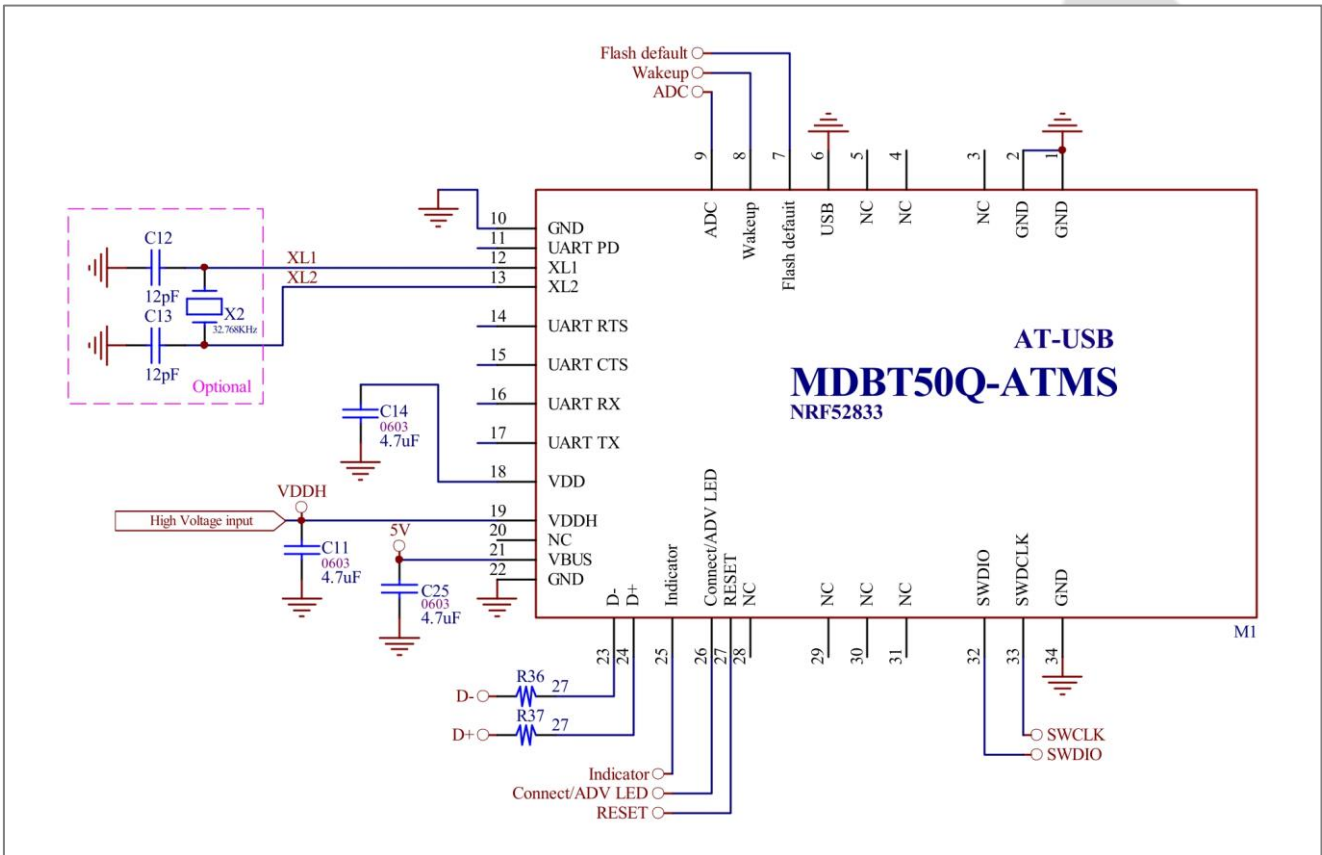 Flash default
Wakeup
ADC
9
8
7
6
5
4
3
2
1
ADC
Wakeup
Flash defauit
USB
NC
NC
NC
GND
GND
10 GND
11 UART PD
12 XL1
13 XL2
14 UART RTS
15 UART CTS
16 UART RX
17 UART TX
18 VDD
19 VDDH
20 NC
21 VBUS
22 GND
C12
12pF
XL1
XL2
X2
32.768KHz
C13
12pF
Optional
C14
0603
4.7uF
VDDH
High Voltage input
C11
0603
4.7uF
5V
C25
0603
4.7uF
AT-USB
MDBT50Q-ATMS
NRF52833
D-
D+
Indicator
Connect/ADV LED
RESET
NC
NC
NC
NC
SWDIO
SWDCLK
GND
M1
23
24
25
26
27
28
29
30
31
32
33
34
R36
D- 27
R37
D+ 27
Indicator
Connect/ADV LED
RESET
SWCLK
SWDIO